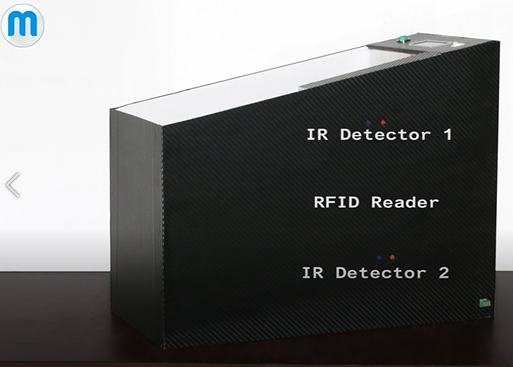 m
IR Detector 1
RFID Reader
IR Detector 2